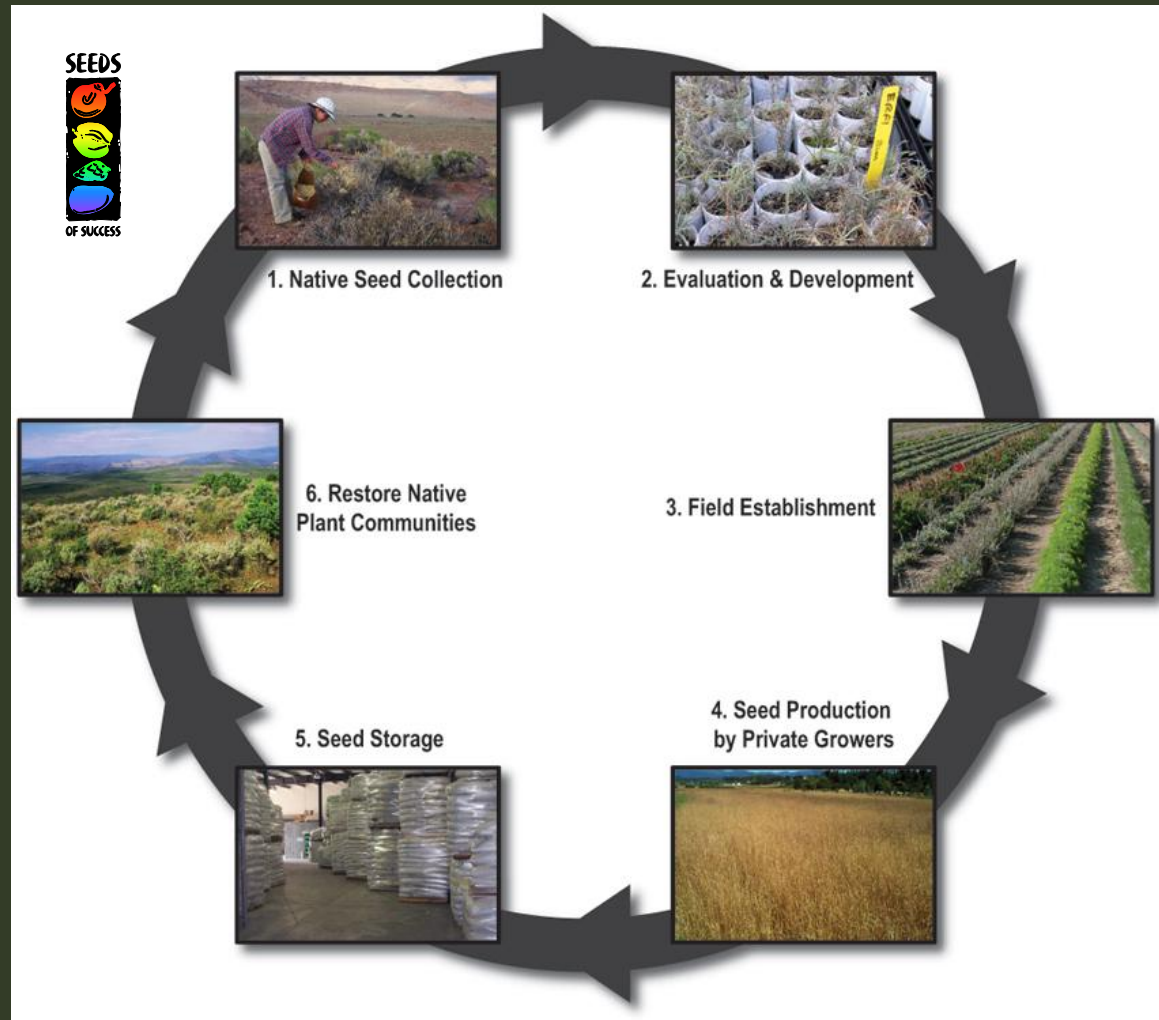 SEEDS
OF SUCCESS
1. Native Seed Collection
2. Evaluation & Development
3. Field Establishment
4. Seed Production
by Private Growers
5. Seed Storage
6. Restore Native
Plant Communities